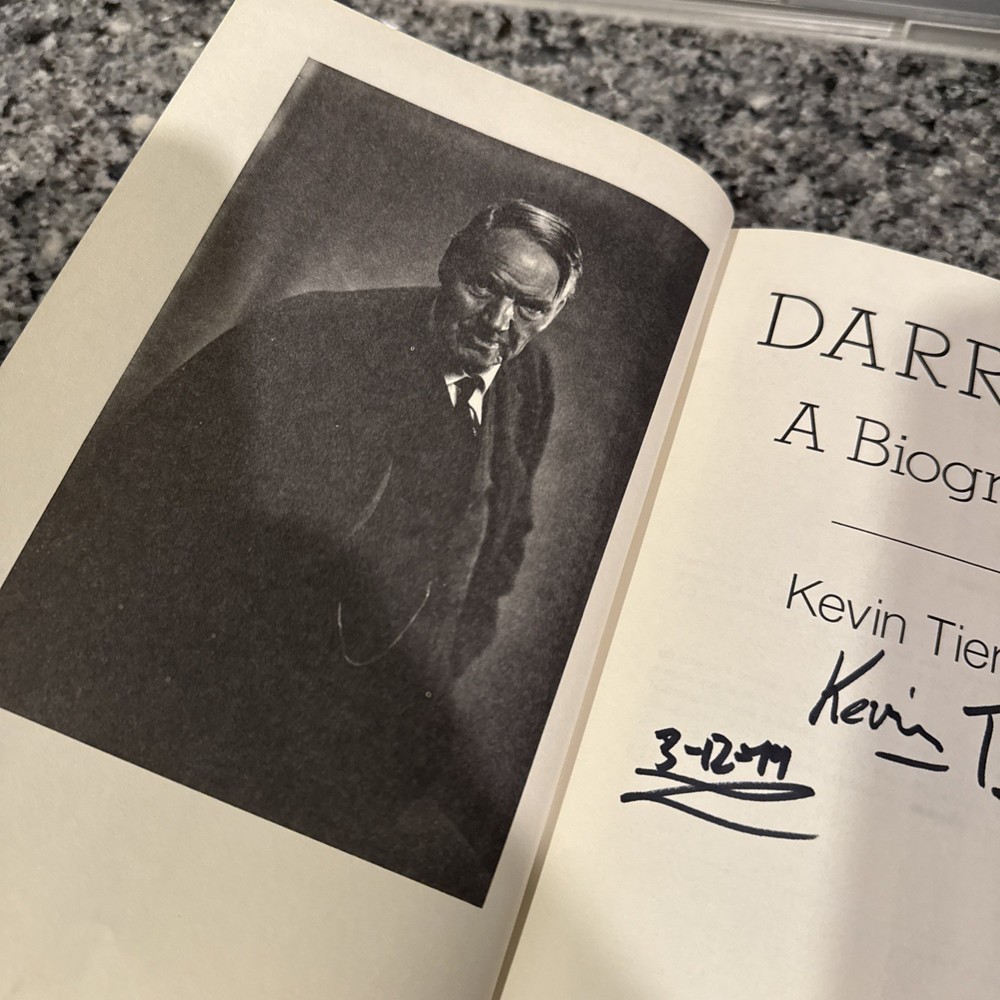 DARR
A Biogr
Kevin Tier
Kevin T
3-12-79